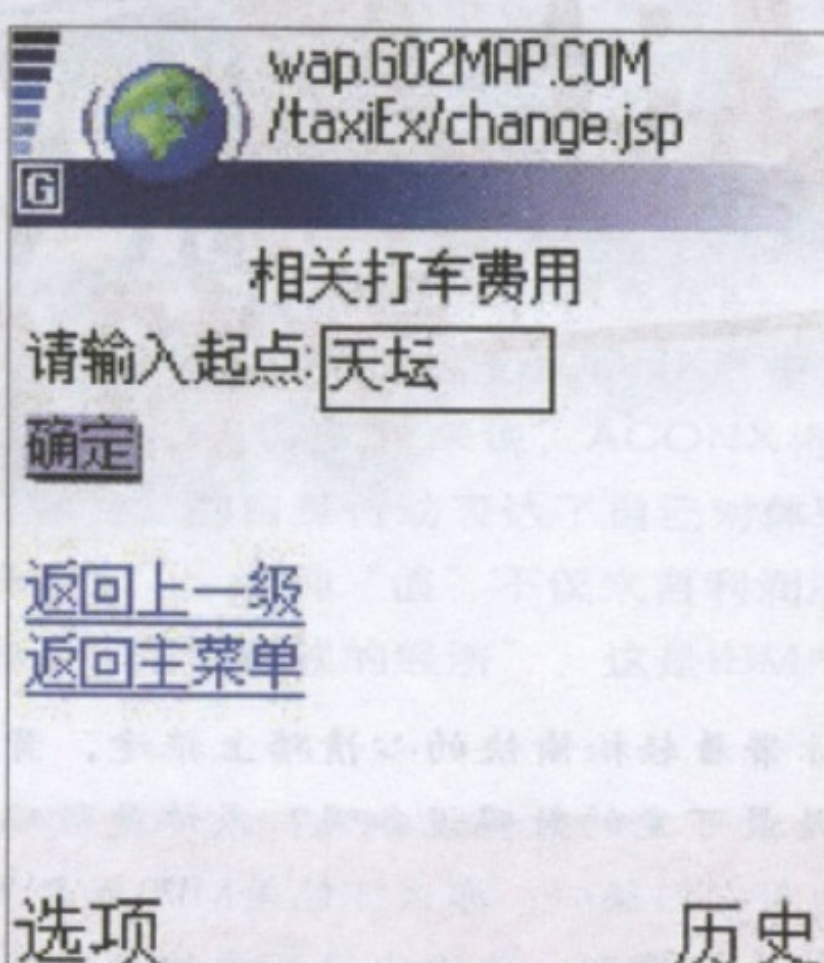 wap.GO2MAP.COM
/taxiEx/change.jsp
G
相关打车费用
请输入起点:天坛
确定
返回上一级
返回主菜单
选项 历史